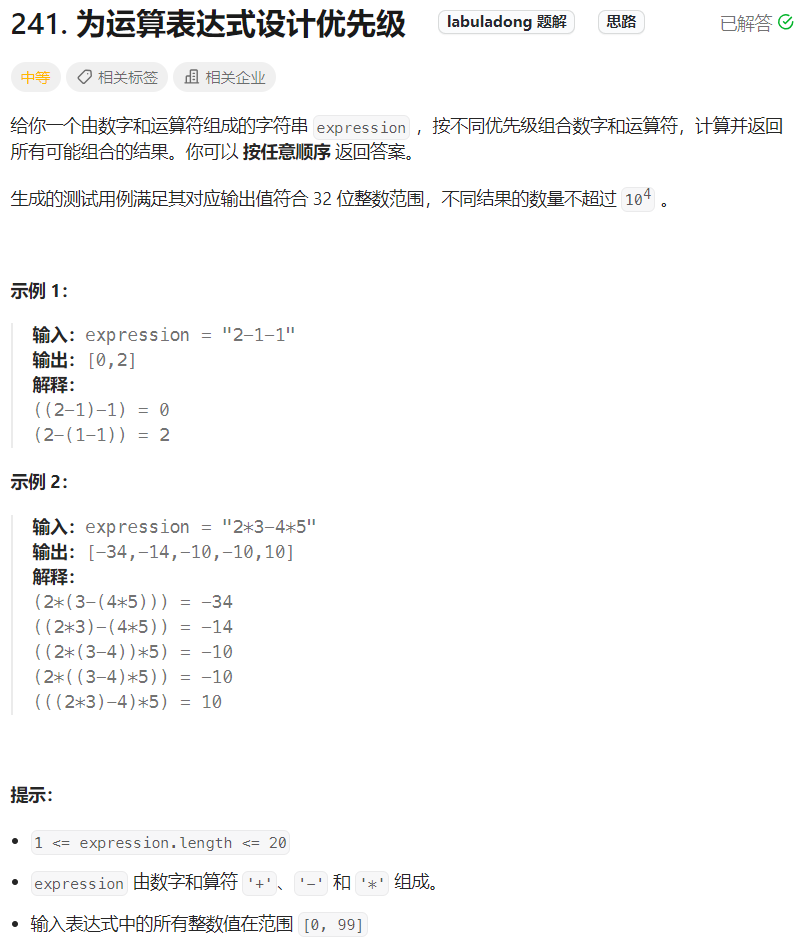 241. 为运算表达式设计优先级 labuladong 题解 思路 已解答
中等 相关标签 相关企业
给你一个由数字和运算符组成的字符串 expression ，按不同优先级组合数字和运算符，计算并返回
所有可能组合的结果。你可以 按任意顺序 返回答案。
生成的测试用例满足其对应输出值符合 32 位整数范围，不同结果的数量不超过 10⁴ 。
示例 1：
输入：expression = "2-1-1"
输出：[0,2]
解释：
((2-1)-1) = 0
(2-(1-1)) = 2
示例 2：
输入：expression = "2*3-4*5"
输出：[-34,-14,-10,-10,10]
解释：
(2*(3-(4*5))) = -34
((2*3)-(4*5)) = -14
((2*(3-4))*5) = -10
(2*((3-4)*5)) = -10
(((2*3)-4)*5) = 10
提示：
• 1 <= expression.length <= 20
• expression 由数字和算符 '+'、'-' 和 '*' 组成。
• 输入表达式中的所有整数值在范围 [0, 99]